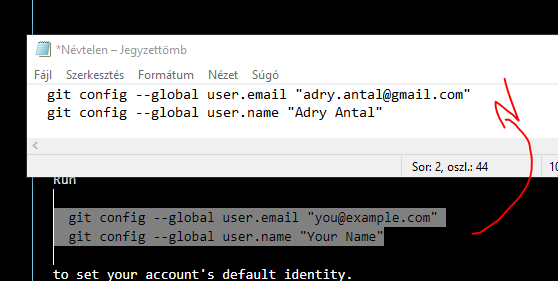 *Névtelen – Jegyzettömb
Fájl Szerkesztés Formátum Nézet Súgó
git config --global user.email "adry.antal@gmail.com"
git config --global user.name "Adry Antal"
Sor: 2, oszl.: 44
10
Run
git config --global user.email "you@example.com"
git config --global user.name "Your Name"
to set your account's default identity.